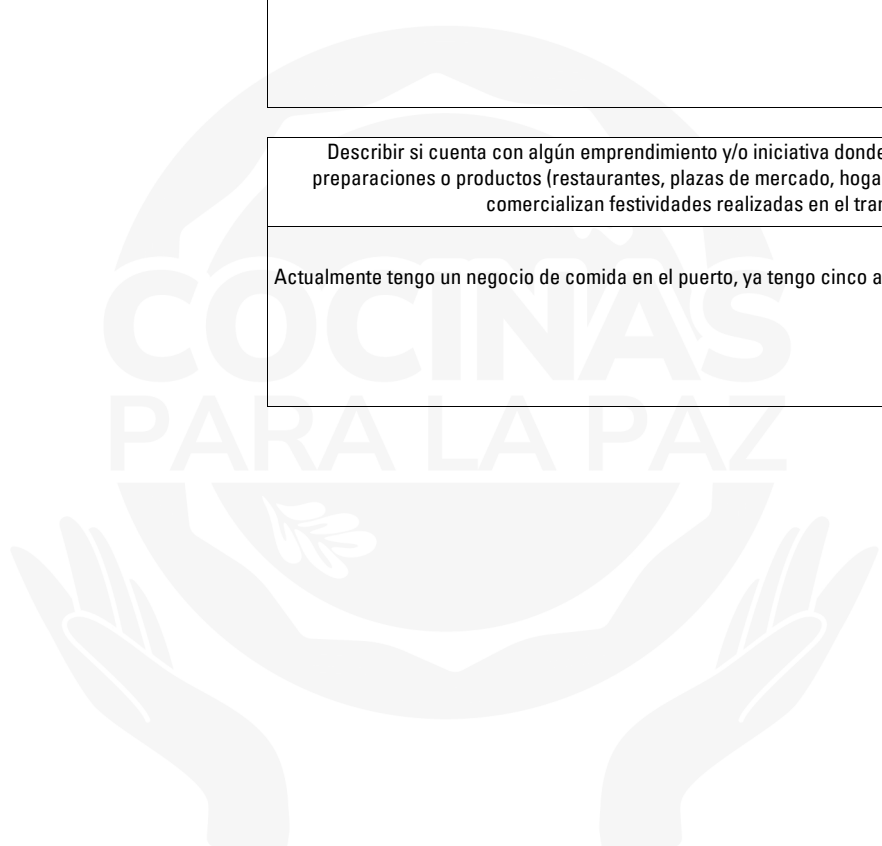 Describir si cuenta con algún emprendimiento y/o iniciativa donde
preparaciones o productos (restaurantes, plazas de mercado, hoga
comercializan festividades realizadas en el tran
Actualmente tengo un negocio de comida en el puerto, ya tengo cinco a
COCINAS
PARA LA PAZ